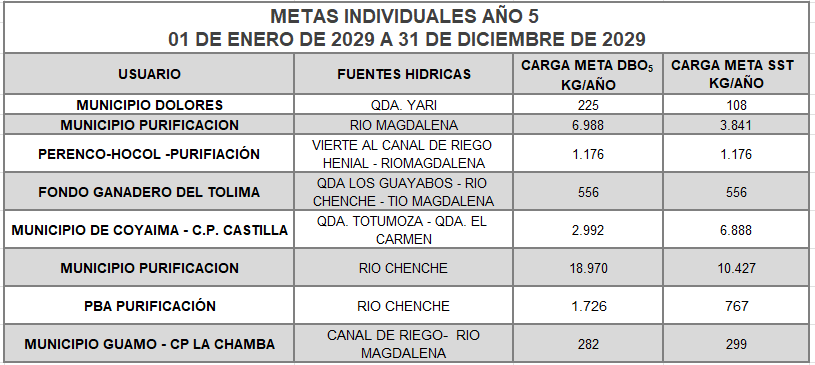 METAS INDIVIDUALES AÑO 5
01 DE ENERO DE 2029 A 31 DE DICIEMBRE DE 2029
USUARIO FUENTES HIDRICAS CARGA META DBO₅ KG/AÑO CARGA META SST KG/AÑO
MUNICIPIO DOLORES QDA. YARI 225 108
MUNICIPIO PURIFICACION RIO MAGDALENA 6.988 3.841
PERENCO-HOCOL -PURIFIACIÓN VIERTE AL CANAL DE RIEGO HENIAL - RIOMAGDALENA 1.176 1.176
FONDO GANADERO DEL TOLIMA QDA LOS GUAYABOS - RIO CHENCHE - TIO MAGDALENA 556 556
MUNICIPIO DE COYAIMA - C.P. CASTILLA QDA. TOTUMOZA - QDA. EL CARMEN 2.992 6.888
MUNICIPIO PURIFICACION RIO CHENCHE 18.970 10.427
PBA PURIFICACIÓN RIO CHENCHE 1.726 767
MUNICIPIO GUAMO - CP LA CHAMBA CANAL DE RIEGO- RIO MAGDALENA 282 299